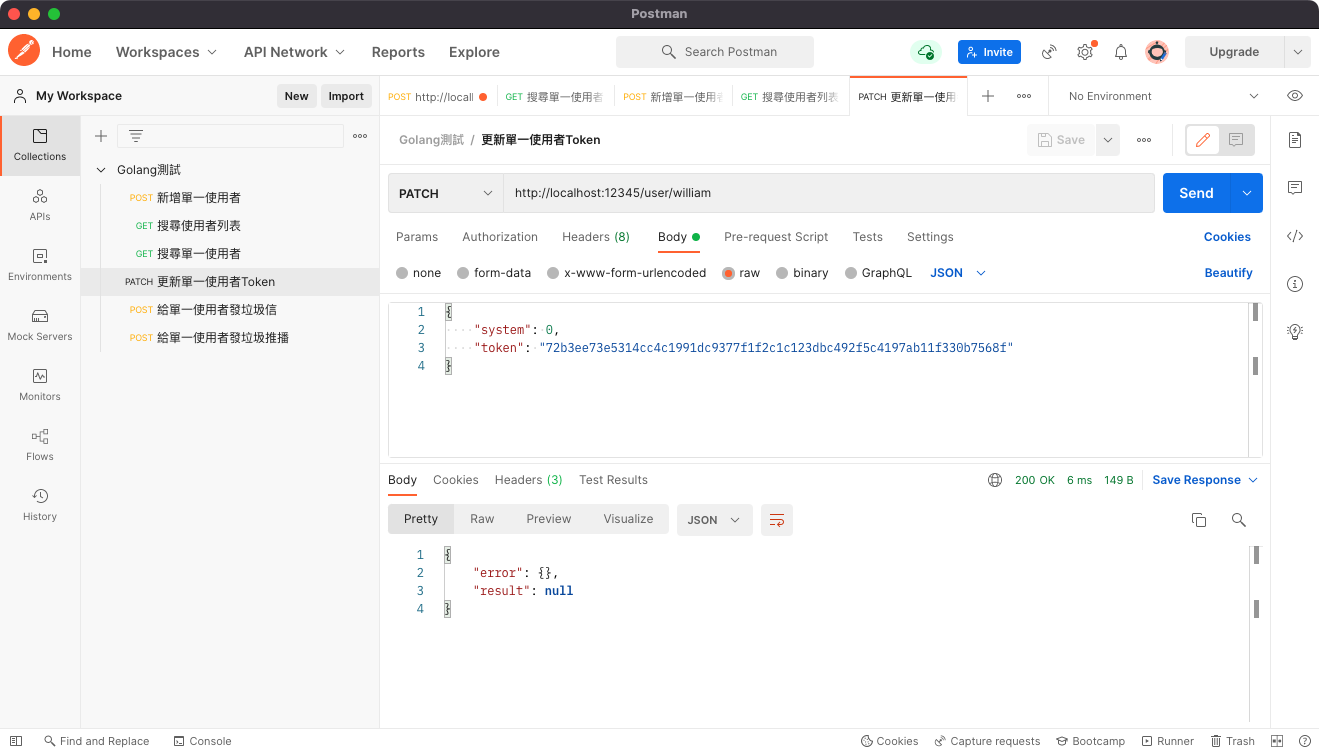 Postman
Home Workspaces API Network Reports Explore Search Postman Invite Upgrade
My Workspace New Import
POST http://locall GET 搜尋單一使用者 POST 新增單一使用者 GET 搜尋使用者列表 PATCH 更新單一使用 No Environment
Collections
APIs
Environments
Mock Servers
Monitors
Flows
History
Golang測試
POST 新增單一使用者
GET 搜尋使用者列表
GET 搜尋單一使用者
PATCH 更新單一使用者Token
POST 給單一使用者發垃圾信
POST 給單一使用者發垃圾推播
Golang測試 / 更新單一使用者Token Save
PATCH http://localhost:12345/user/william Send
Params Authorization Headers (8) Body Pre-request Script Tests Settings Cookies
none form-data x-www-form-urlencoded raw binary GraphQL JSON Beautify
1 {
2 "system": 0,
3 "token": "72b3ee73e5314cc4c1991dc9377f1f2c1c123dbc492f5c4197ab11f330b7568f"
4 }
Body Cookies Headers (3) Test Results 200 OK 6 ms 149 B Save Response
Pretty Raw Preview Visualize JSON
1 {
2 "error": {},
3 "result": null
4 }
Find and Replace Console Cookies Capture requests Bootcamp Runner Trash